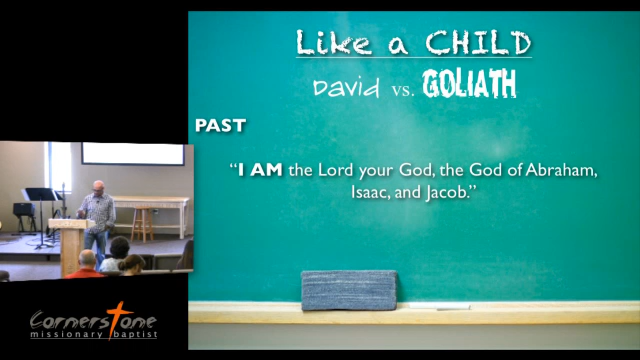 Like a CHILD
David vs. GOLIATH
PAST
“I AM the Lord your God, the God of Abraham,
Isaac, and Jacob.”
Cornerstone
missionary baptist